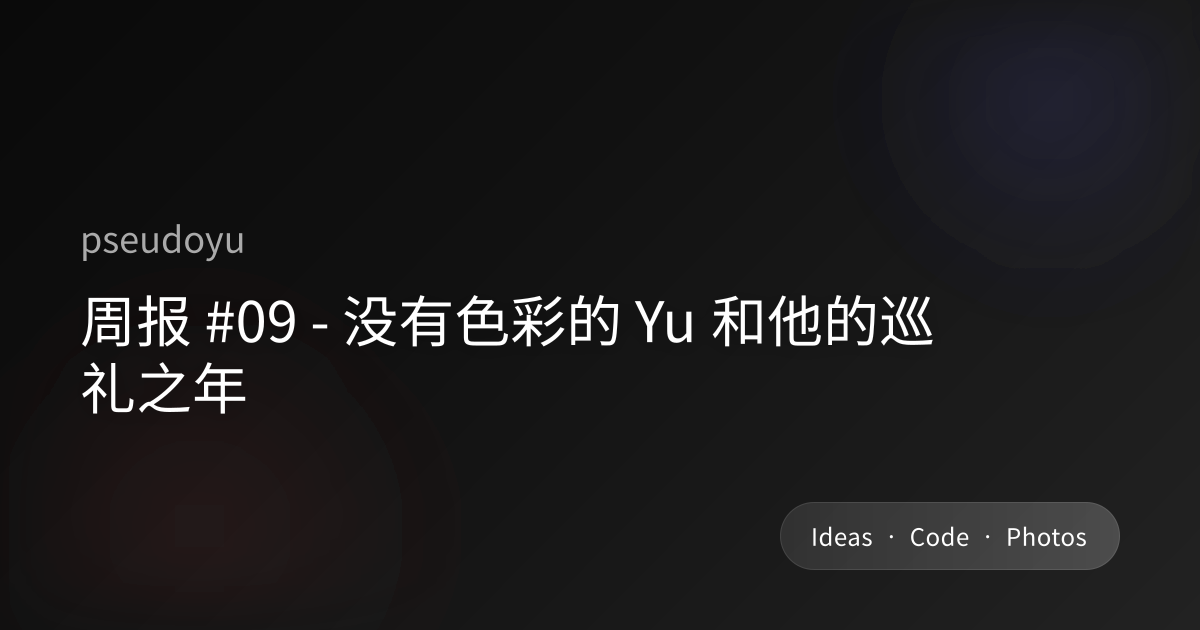 pseudoyu
周报 #09 - 没有色彩的 Yu 和他的巡
礼之年
Ideas · Code · Photos